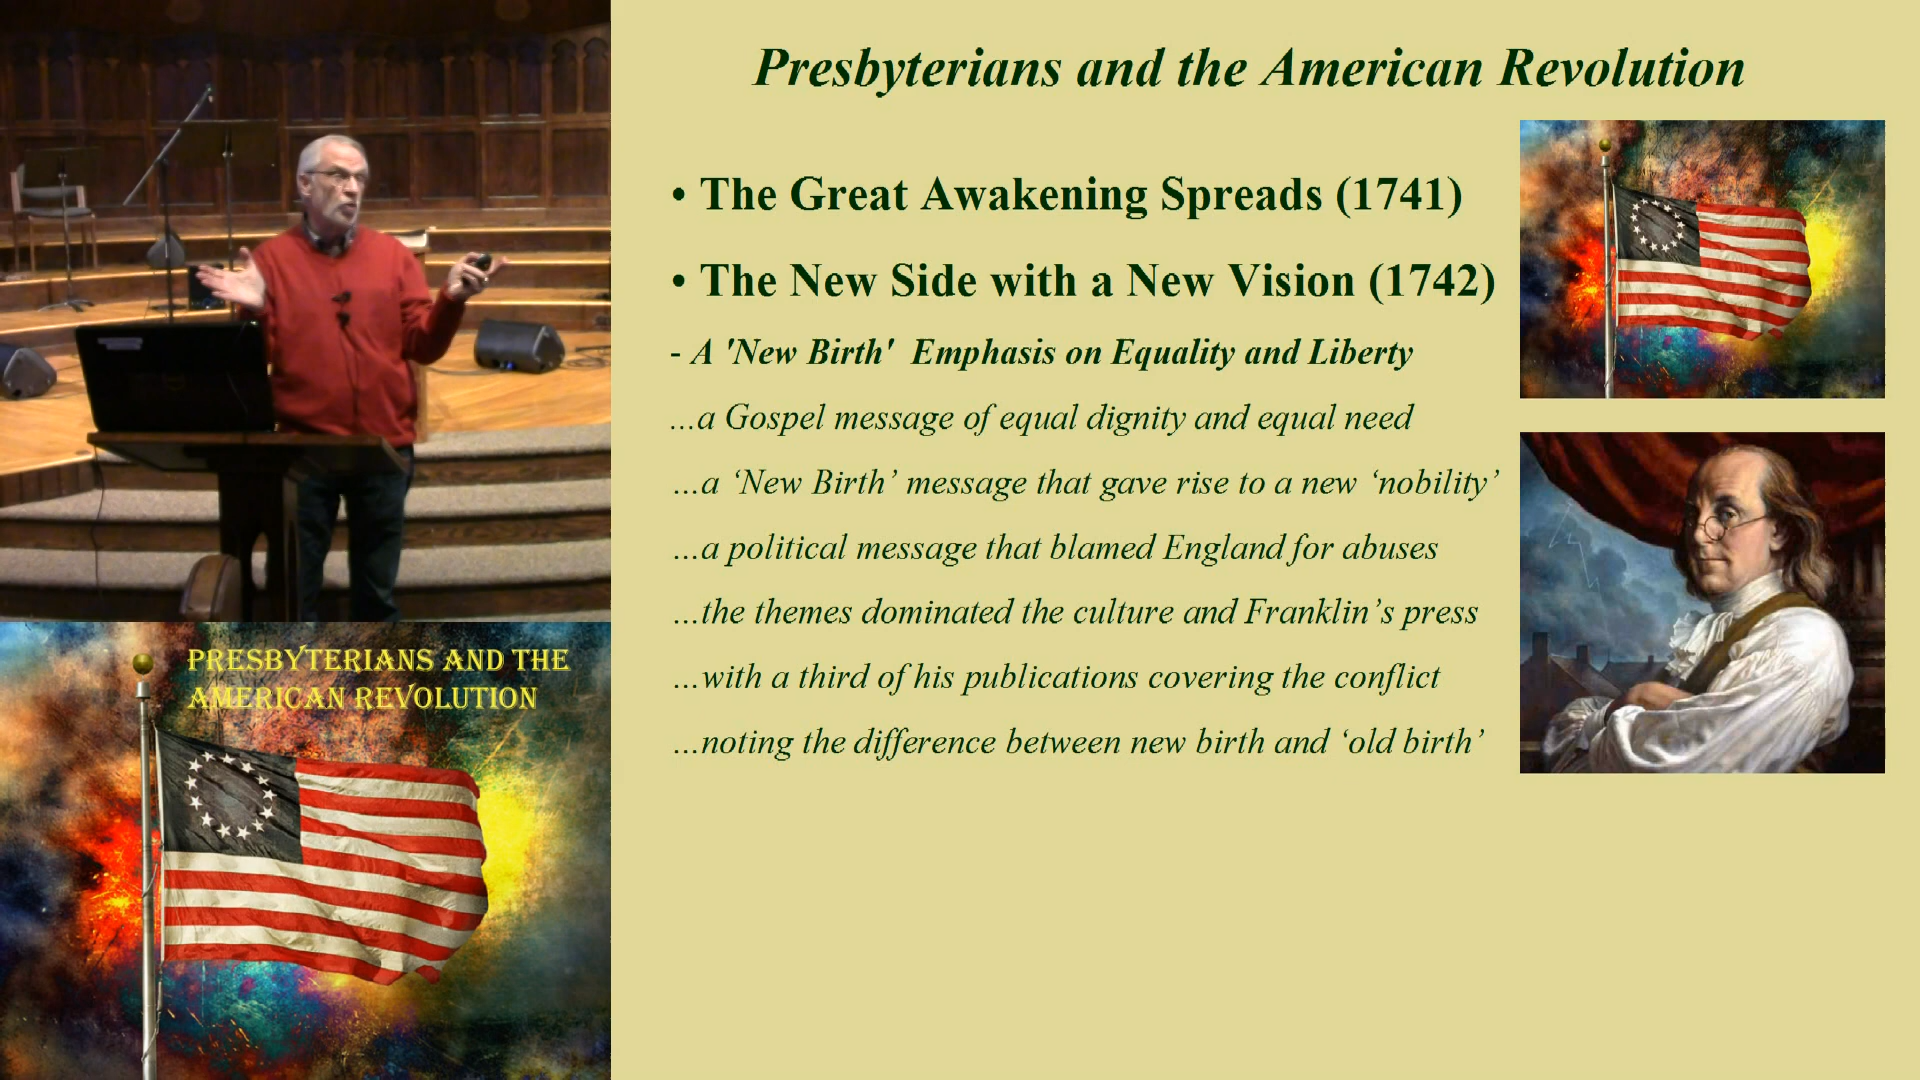 Presbyterians and the American Revolution
• The Great Awakening Spreads (1741)
• The New Side with a New Vision (1742)
- A 'New Birth'  Emphasis on Equality and Liberty
...a Gospel message of equal dignity and equal need
...a ‘New Birth’ message that gave rise to a new ‘nobility’
...a political message that blamed England for abuses
...the themes dominated the culture and Franklin’s press
...with a third of his publications covering the conflict
...noting the difference between new birth and ‘old birth’
PRESBYTERIANS AND THE
AMERICAN REVOLUTION